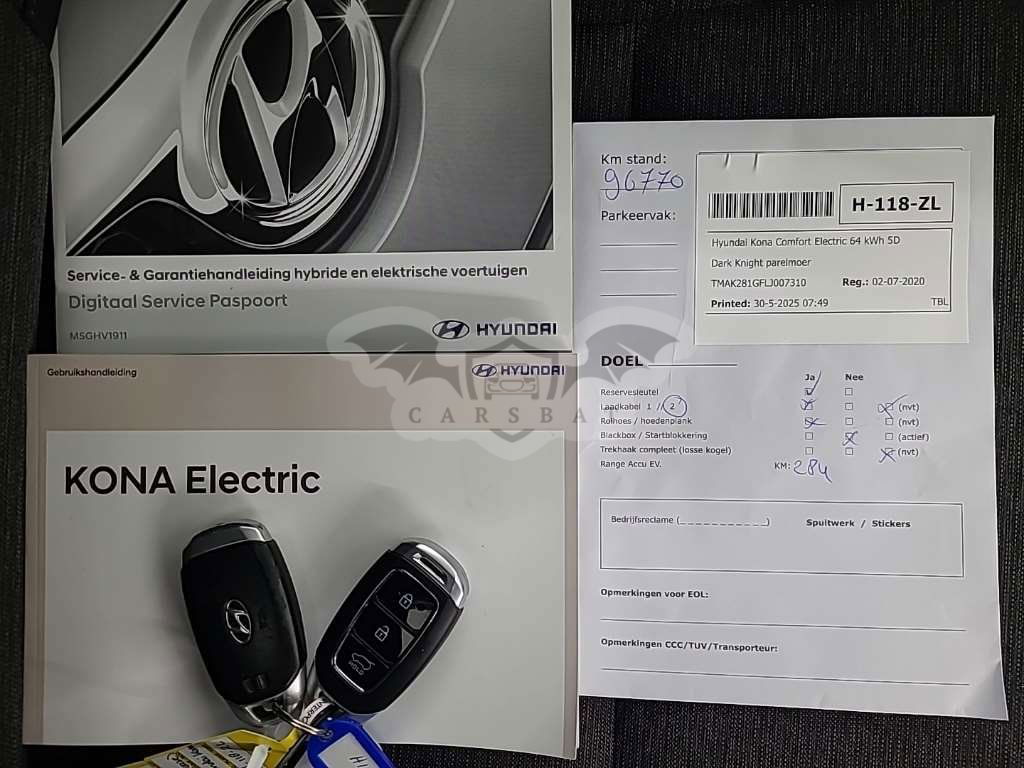 Service- & Garantiehandleiding hybride en elektrische voertuigen
Digitaal Service Paspoort
MSGHV1911
HYUNDAI
Gebruikshandleiding
HYUNDAI
KONA Electric
HOLD
CARSBAT
Km stand:
96770
Parkeervak:
H-118-ZL
Hyundai Kona Comfort Electric 64 kWh 5D
Dark Knight parelmoer
TMAK281GFLJ007310 Reg.: 02-07-2020
Printed: 30-5-2025 07:49 TBL
DOEL
Ja Nee
Reservesleutel
Laadkabel 1 / 2 (nvt)
Rolhoes / hoedenplank (nvt)
Blackbox / Startblokkering (actief)
Trekhaak compleet (losse kogel) (nvt)
Range Accu EV. KM: 284
Bedrijfsreclame (___________) Spuitwerk / Stickers
Opmerkingen voor EOL:
Opmerkingen CCC/TUV/Transporteur: